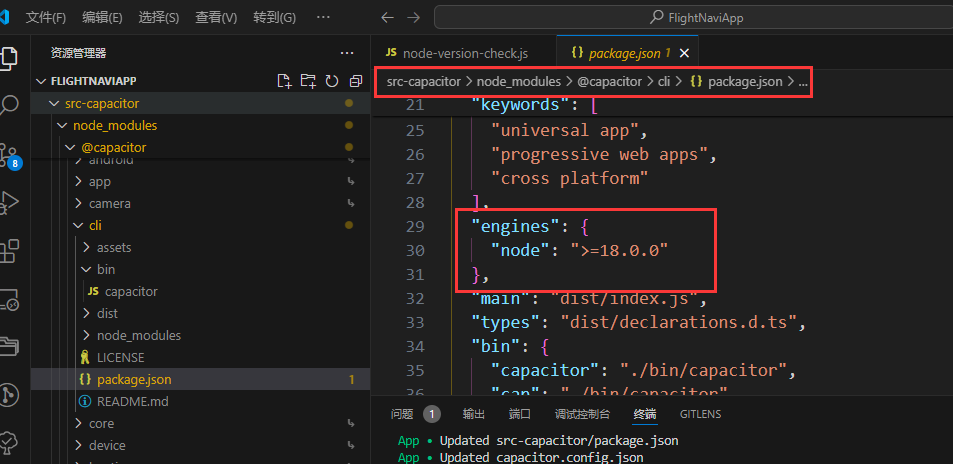 文件(F) 编辑(E) 选择(S) 查看(V) 转到(G) ··· FlightNaviApp
资源管理器 ···
FLIGHTNAVIAPP
src-capacitor
node_modules
@capacitor
android
app
camera
cli
assets
bin
JS capacitor
dist
node_modules
LICENSE
{} package.json 1
README.md
core
device
8
JS node-version-check.js {} package.json 1
src-capacitor > node_modules > @capacitor > cli > {} package.json > ...
21 "keywords": [
25 "universal app",
26 "progressive web apps",
27 "cross platform"
28 ],
29 "engines": {
30 "node": ">=18.0.0"
31 },
32 "main": "dist/index.js",
33 "types": "dist/declarations.d.ts",
34 "bin": {
35 "capacitor": "./bin/capacitor",
36 "cap": "./bin/capacitor"
问题 1 输出 端口 调试控制台 终端 GITLENS
App • Updated src-capacitor/package.json
App • Updated capacitor.config.json